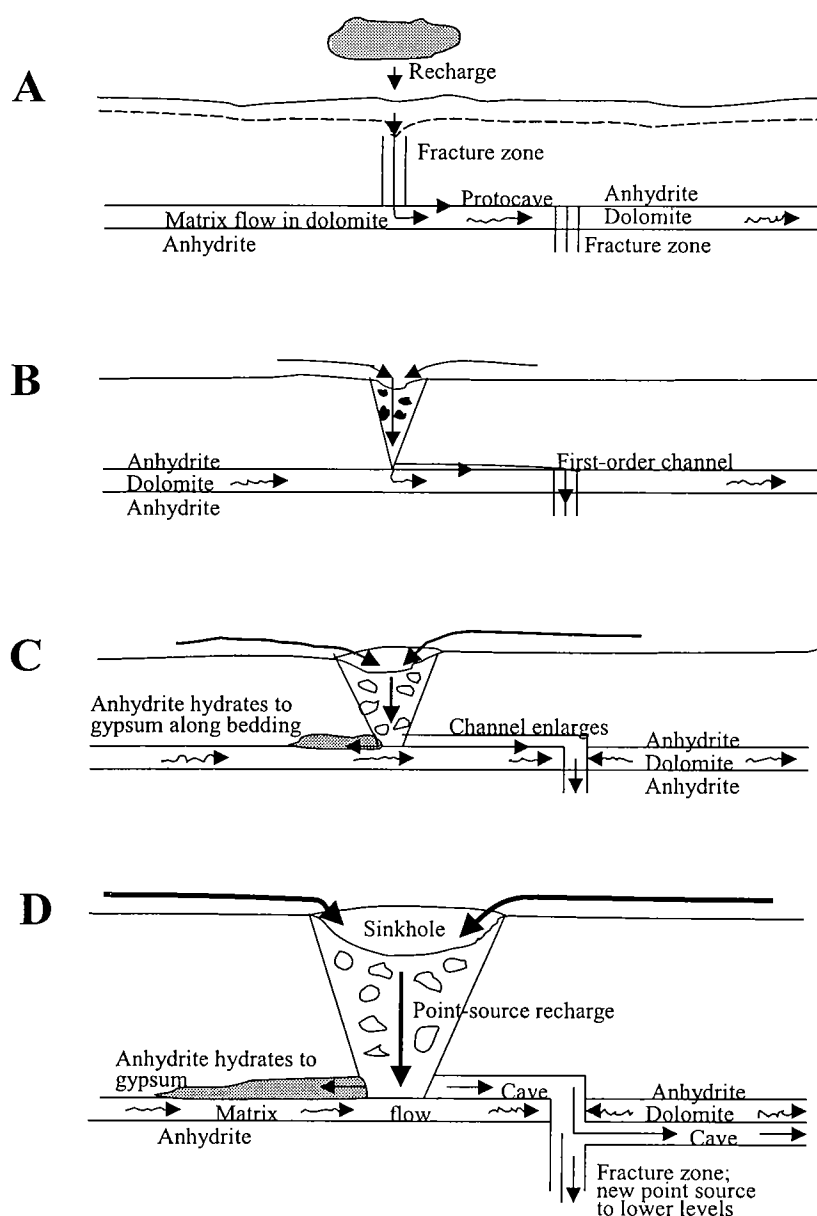 A
Recharge
Fracture zone
Protocave
Anhydrite
Matrix flow in dolomite
Dolomite
Anhydrite
Fracture zone
B
Anhydrite
First-order channel
Dolomite
Anhydrite
C
Anhydrite hydrates to
gypsum along bedding
Channel enlarges
Anhydrite
Dolomite
Anhydrite
D
Sinkhole
Point-source recharge
Anhydrite hydrates to
gypsum
Cave
Anhydrite
Matrix
flow
Dolomite
Anhydrite
Cave
Fracture zone;
new point source
to lower levels